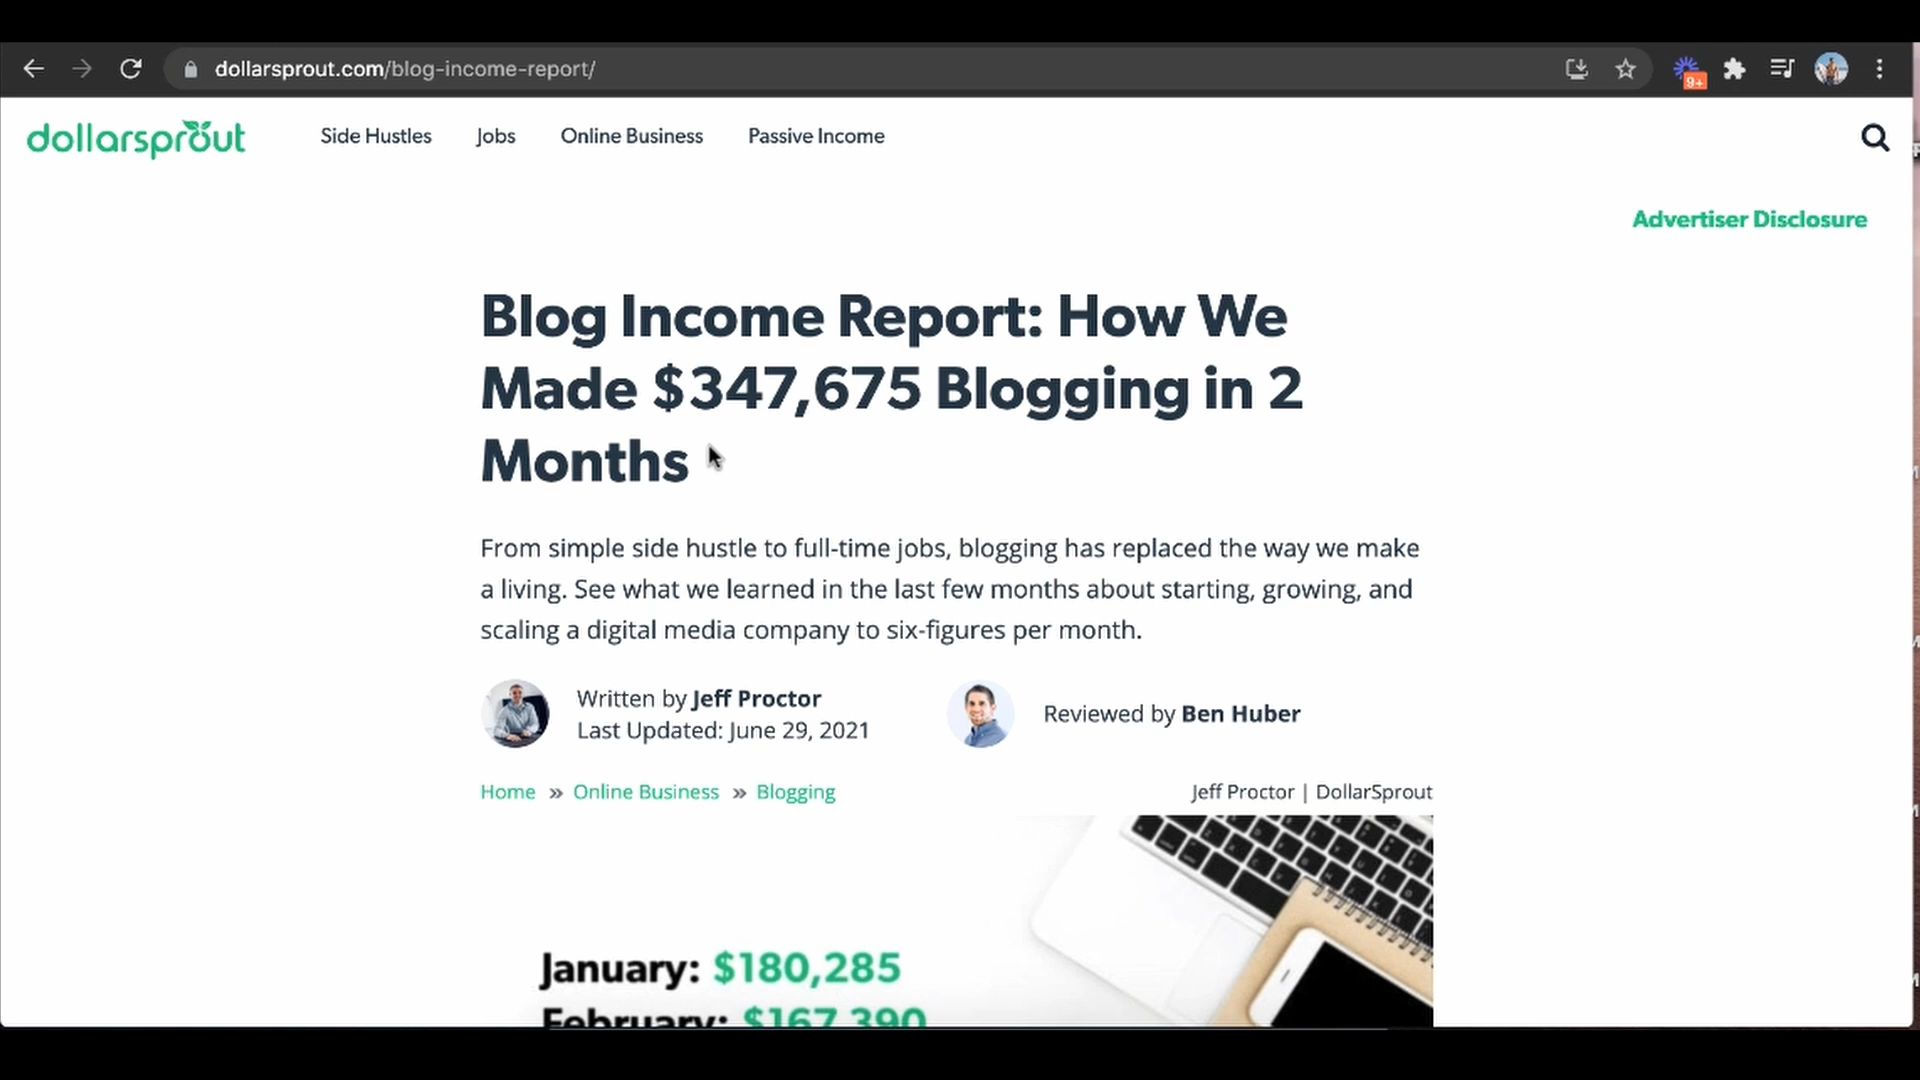 dollarsprout.com/blog-income-report/
9+
dollarsprout
Side Hustles
Jobs
Online Business
Passive Income
Advertiser Disclosure
Blog Income Report: How We
Made $347,675 Blogging in 2
Months
From simple side hustle to full-time jobs, blogging has replaced the way we make
a living. See what we learned in the last few months about starting, growing, and
scaling a digital media company to six-figures per month.
Written by Jeff Proctor
Last Updated: June 29, 2021
Reviewed by Ben Huber
Home » Online Business » Blogging
Jeff Proctor | DollarSprout
January: $180,285
February: $167,390